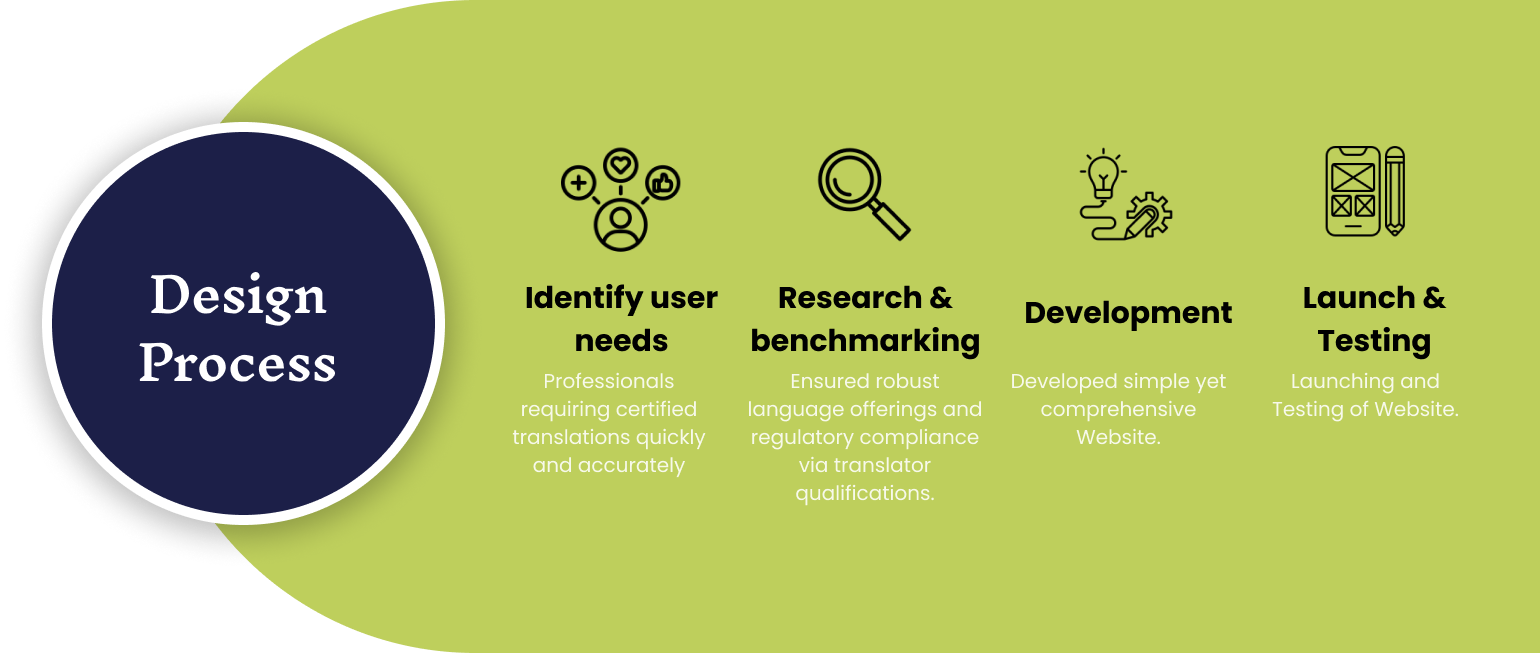 Design
Process
Identify user
needs
Professionals
requiring certified
translations quickly
and accurately
Research &
benchmarking
Ensured robust
language offerings and
regulatory compliance
via translator
qualifications.
Development
Developed simple yet
comprehensive
Website.
Launch &
Testing
Launching and
Testing of Website.